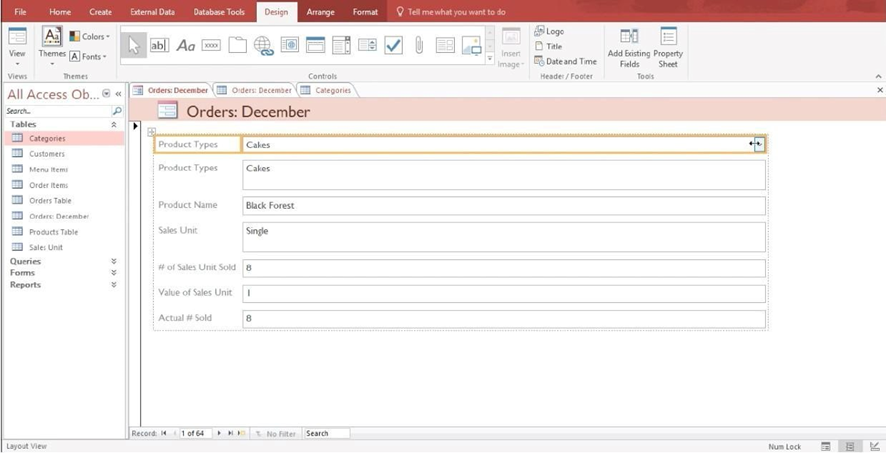 File Home Create External Data Database Tools Design Arrange Format Tell me what you want to do
View Themes Colors Fonts Aa xxxx ab Insert Image Logo Title Date and Time Add Existing Fields Property Sheet
Views Themes Controls Header / Footer Tools
All Access Ob... «
Orders: December Orders: December Categories
Search...
Orders: December
Tables
Categories
Customers
Menu Items
Order Items
Orders Table
Orders: December
Products Table
Sales Unit
Queries
Forms
Reports
Product Types Cakes
Product Types Cakes
Product Name Black Forest
Sales Unit Single
# of Sales Unit Sold 8
Value of Sales Unit 1
Actual # Sold 8
Record: 1 of 64 No Filter Search
Layout View Num Lock